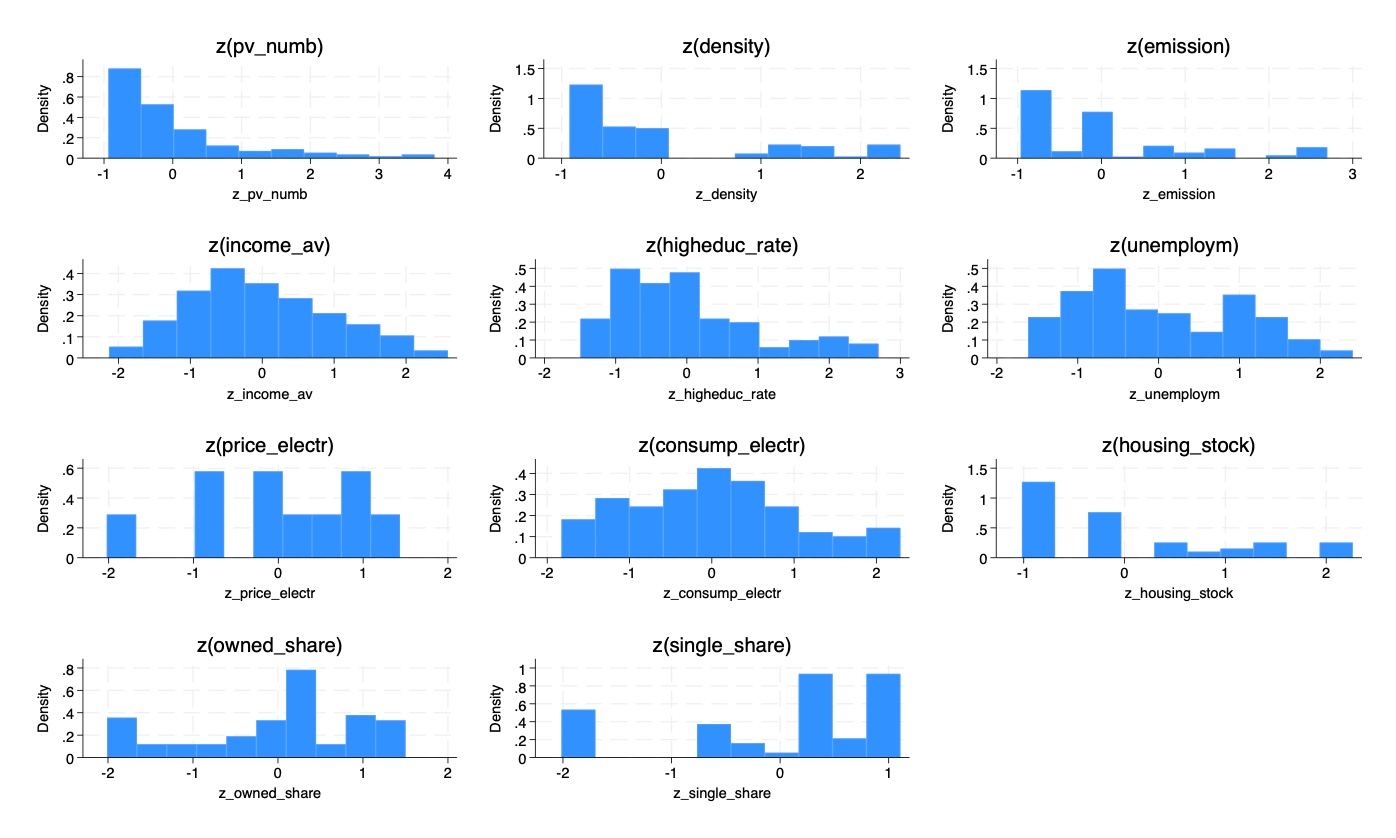 z(pv_numb)
Density
.8
.6
.4
.2
0
-1 0 1 2 3 4
z_pv_numb
z(density)
Density
1.5
1
.5
0
-1 0 1 2
z_density
z(emission)
Density
1.5
1
.5
0
-1 0 1 2 3
z_emission
z(income_av)
Density
.4
.3
.2
.1
0
-2 -1 0 1 2
z_income_av
z(higheduc_rate)
Density
.5
.4
.3
.2
.1
0
-2 -1 0 1 2 3
z_higheduc_rate
z(unemploym)
Density
.5
.4
.3
.2
.1
0
-2 -1 0 1 2
z_unemploym
z(price_electr)
Density
.6
.4
.2
0
-2 -1 0 1 2
z_price_electr
z(consump_electr)
Density
.4
.3
.2
.1
0
-2 -1 0 1 2
z_consump_electr
z(housing_stock)
Density
1.5
1
.5
0
-1 0 1 2
z_housing_stock
z(owned_share)
Density
.8
.6
.4
.2
0
-2 -1 0 1 2
z_owned_share
z(single_share)
Density
1
.8
.6
.4
.2
0
-2 -1 0 1
z_single_share